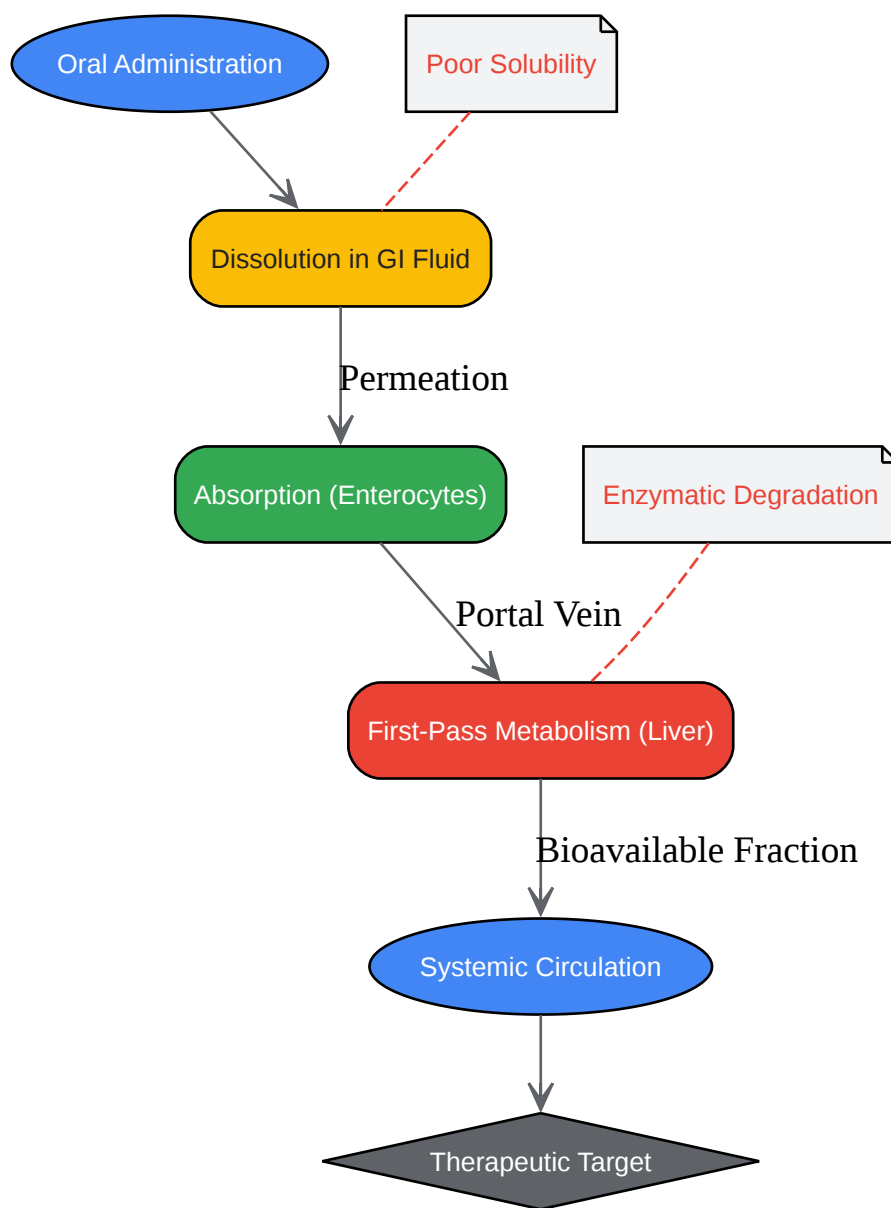 Oral Administration
Poor Solubility
Dissolution in GI Fluid
Permeation
Absorption (Enterocytes)
Enzymatic Degradation
Portal Vein
First-Pass Metabolism (Liver)
Bioavailable Fraction
Systemic Circulation
Therapeutic Target